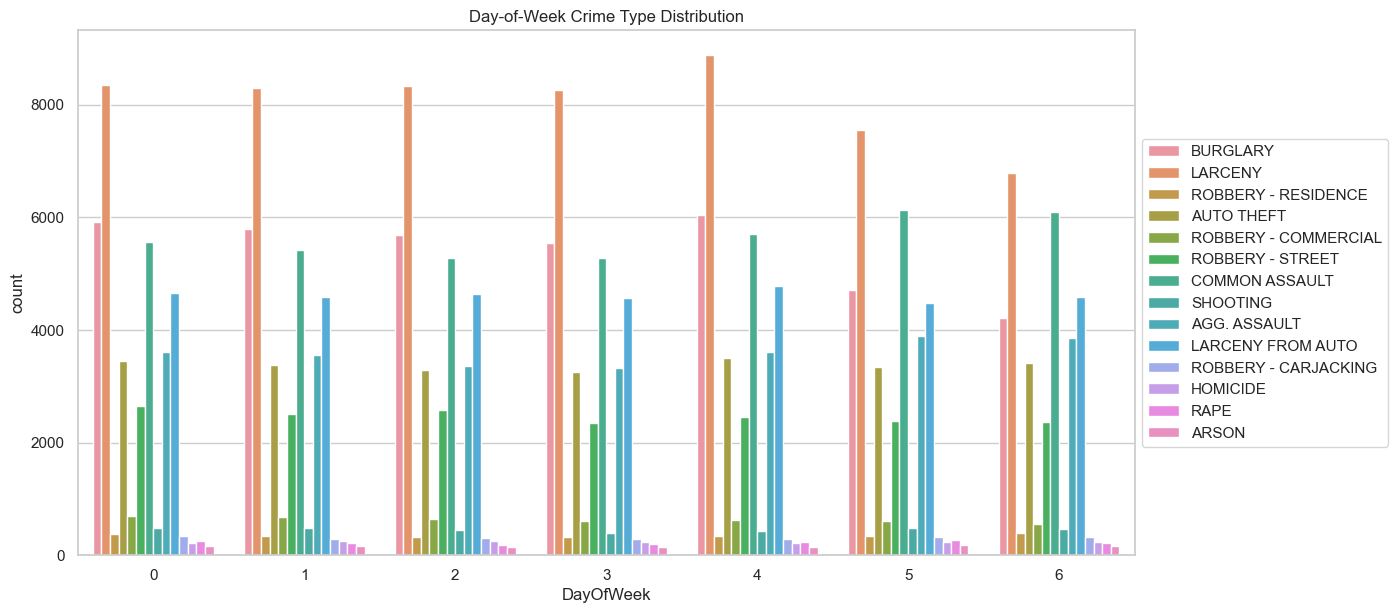 Day-of-Week Crime Type Distribution
8000
6000
4000
2000
0
count
0 1 2 3 4 5 6
DayOfWeek
BURGLARY
LARCENY
ROBBERY - RESIDENCE
AUTO THEFT
ROBBERY - COMMERCIAL
ROBBERY - STREET
COMMON ASSAULT
SHOOTING
AGG. ASSAULT
LARCENY FROM AUTO
ROBBERY - CARJACKING
HOMICIDE
RAPE
ARSON